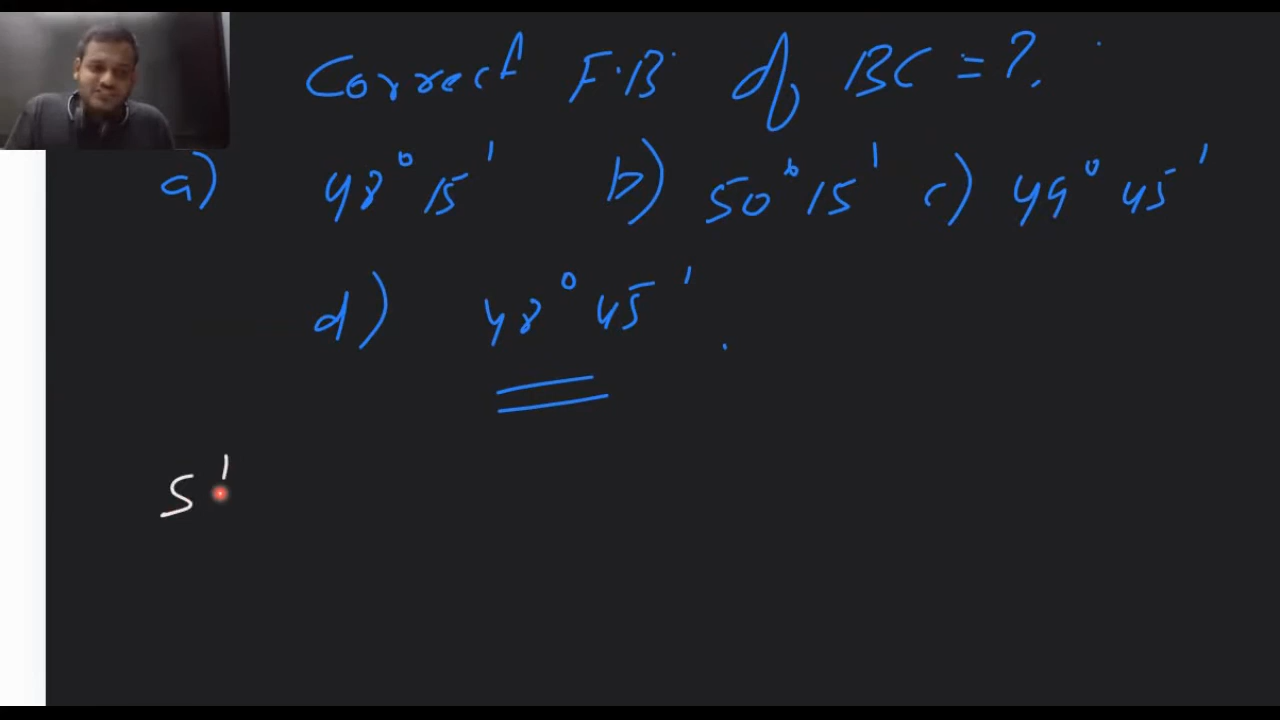 Correct F.B. of BC = ?.
a) 48° 15' b) 50° 15' c) 49° 45'
d) 48° 45'.